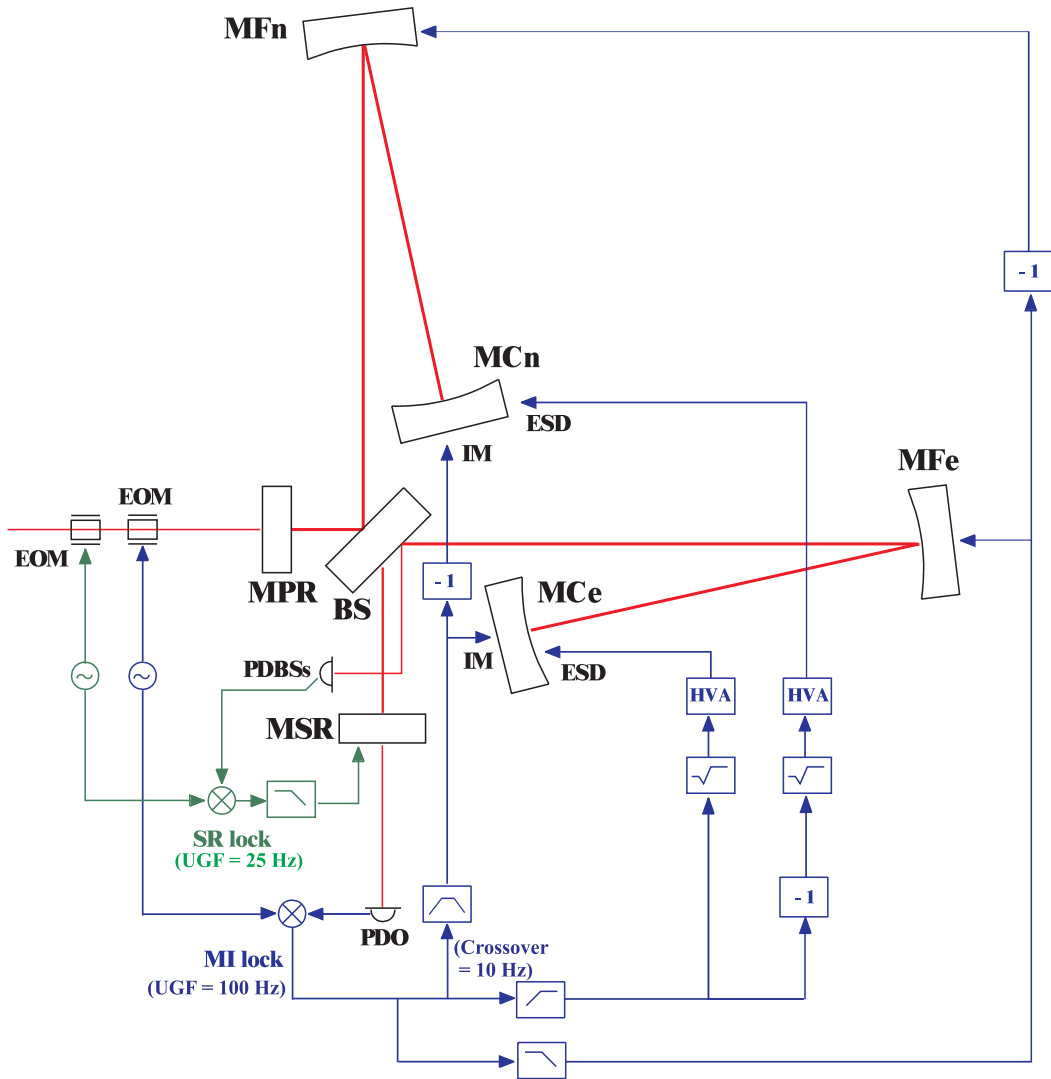 MFn
- 1
MCn
ESD
IM
MFe
EOM
EOM
MPR
BS
- 1
MCe
IM
ESD
PDBSs
HVA
HVA
MSR
SR lock
(UGF = 25 Hz)
- 1
PDO
MI lock
(UGF = 100 Hz)
(Crossover
= 10 Hz)